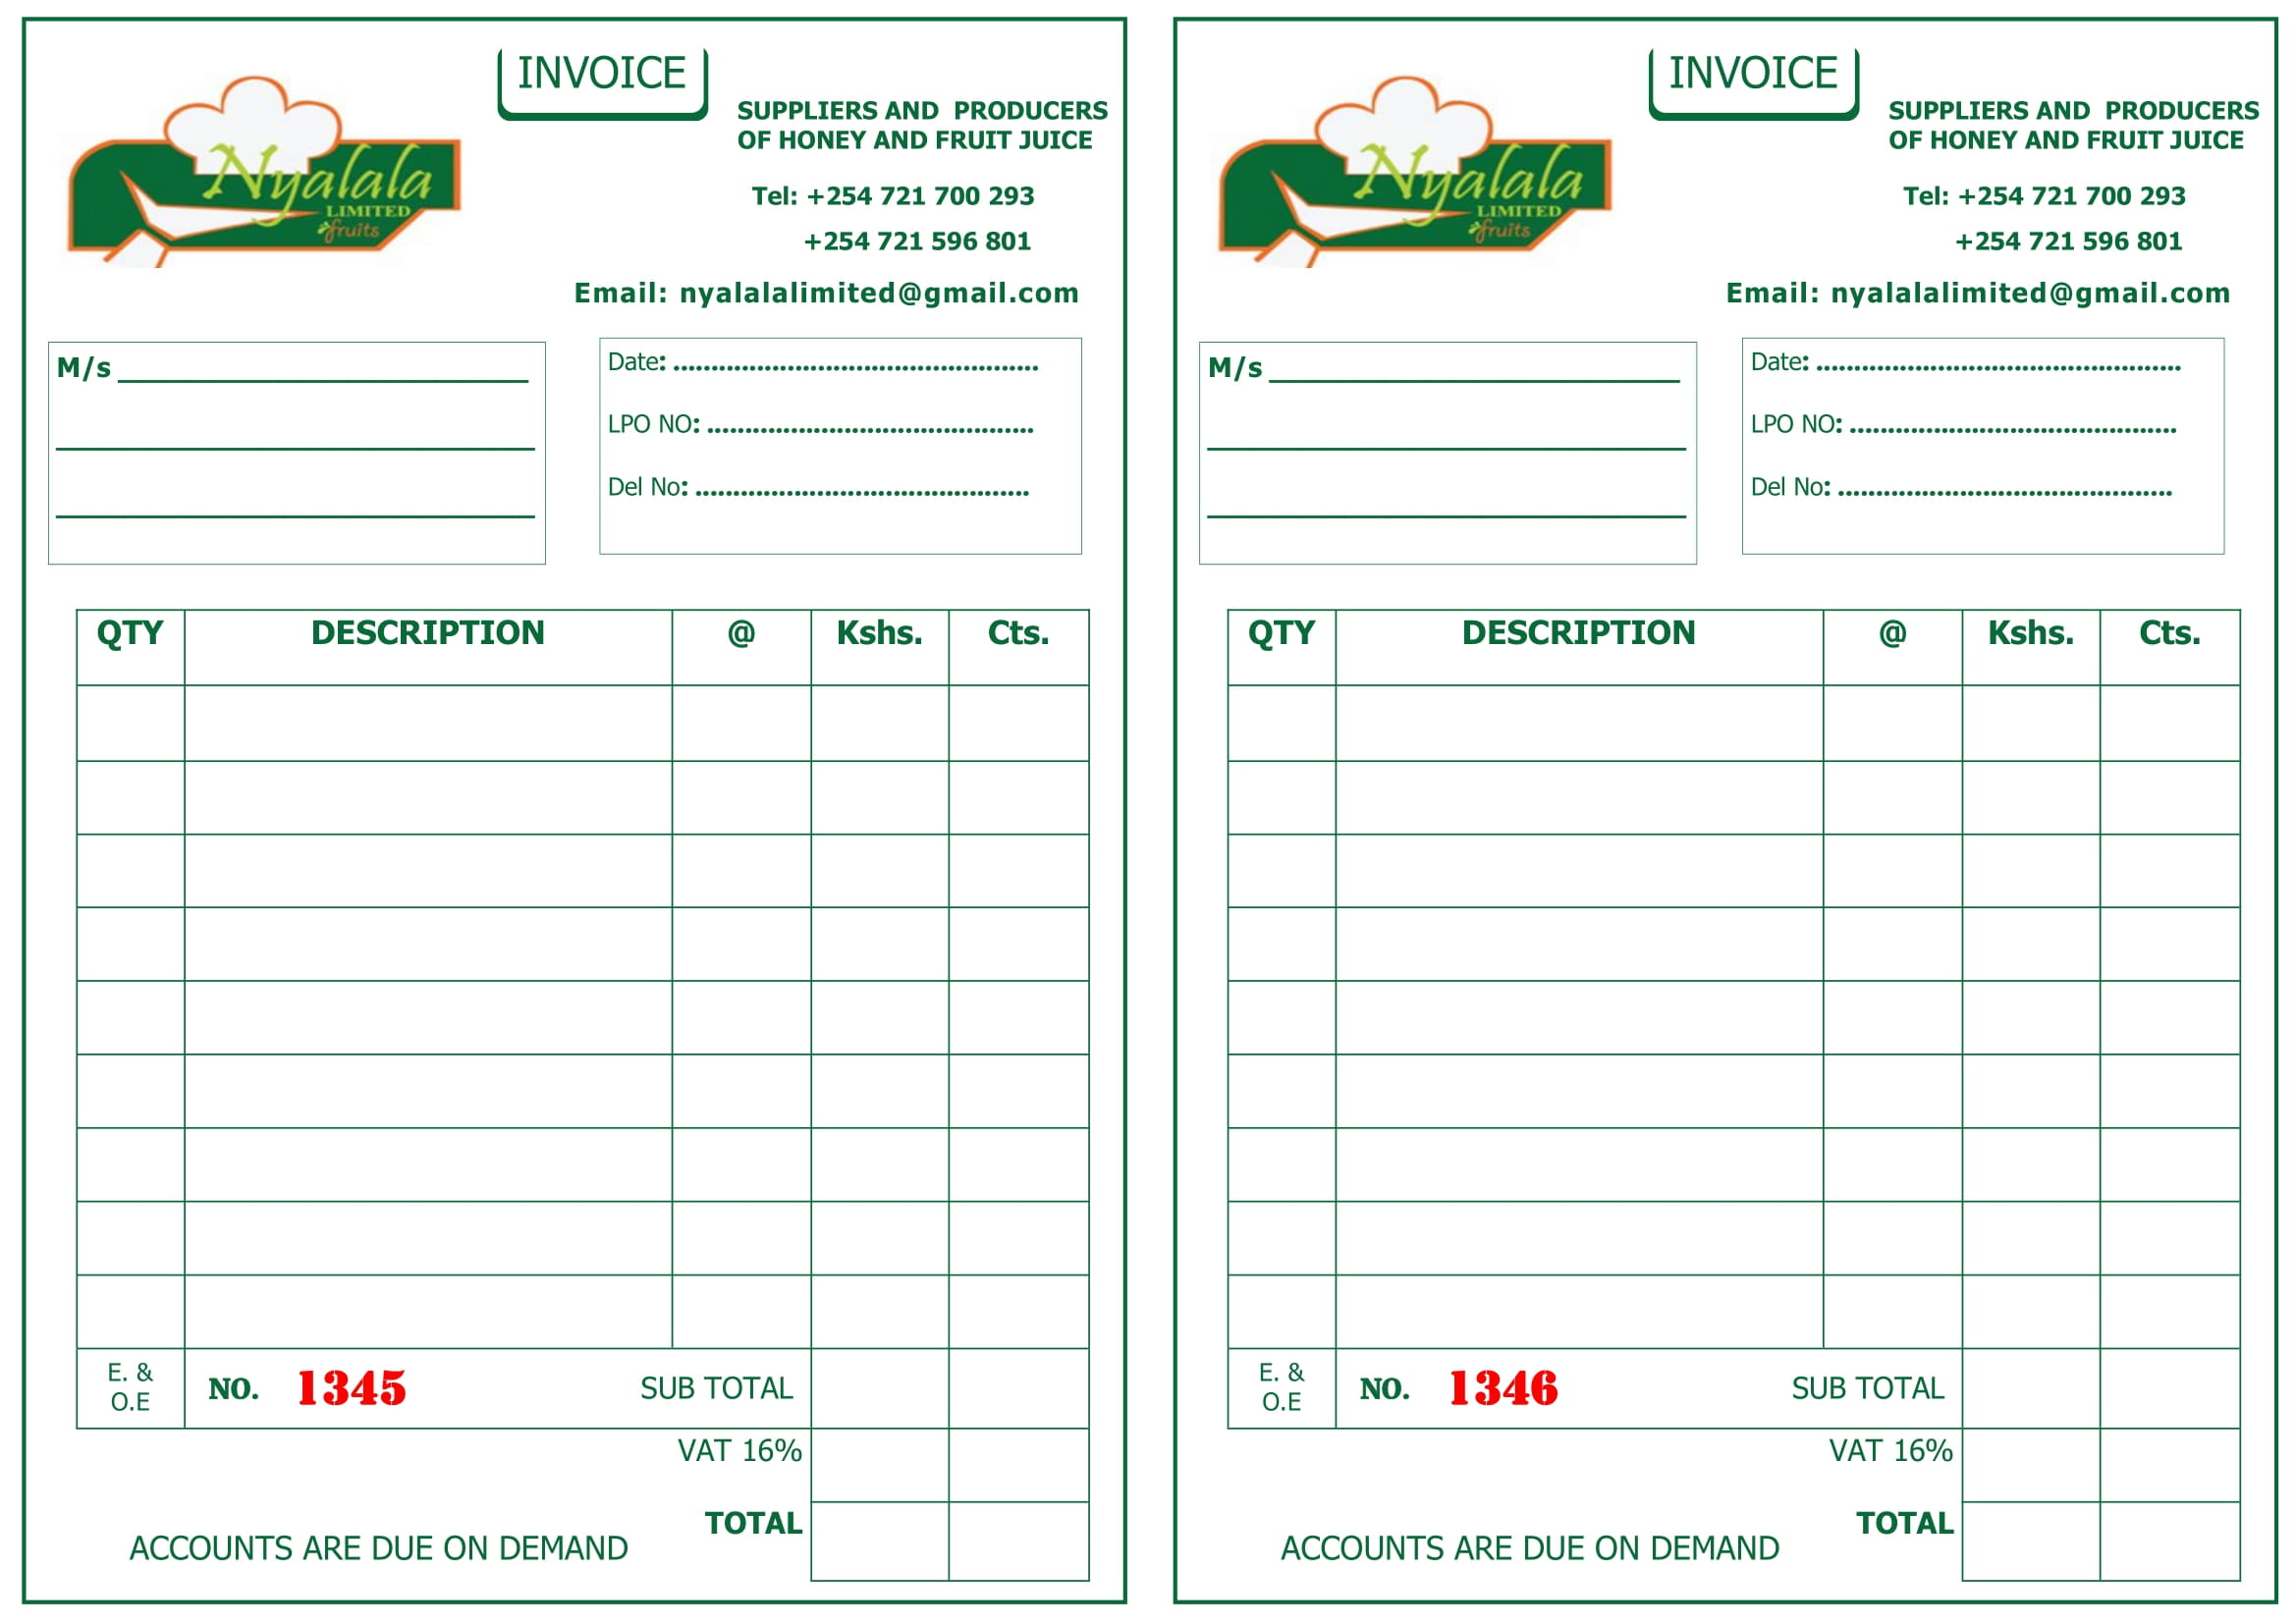 INVOICE
Nyalala
LIMITED
fruits
SUPPLIERS AND PRODUCERS
OF HONEY AND FRUIT JUICE
Tel: +254 721 700 293
+254 721 596 801
Email: nyalalalimited@gmail.com
M/s
Date:
LPO NO:
Del No:
QTY DESCRIPTION @ Kshs. Cts.
E. &
O.E
NO. 1345 SUB TOTAL
VAT 16%
TOTAL
ACCOUNTS ARE DUE ON DEMAND
INVOICE
Nyalala
LIMITED
fruits
SUPPLIERS AND PRODUCERS
OF HONEY AND FRUIT JUICE
Tel: +254 721 700 293
+254 721 596 801
Email: nyalalalimited@gmail.com
M/s
Date:
LPO NO:
Del No:
QTY DESCRIPTION @ Kshs. Cts.
E. &
O.E
NO. 1346 SUB TOTAL
VAT 16%
TOTAL
ACCOUNTS ARE DUE ON DEMAND